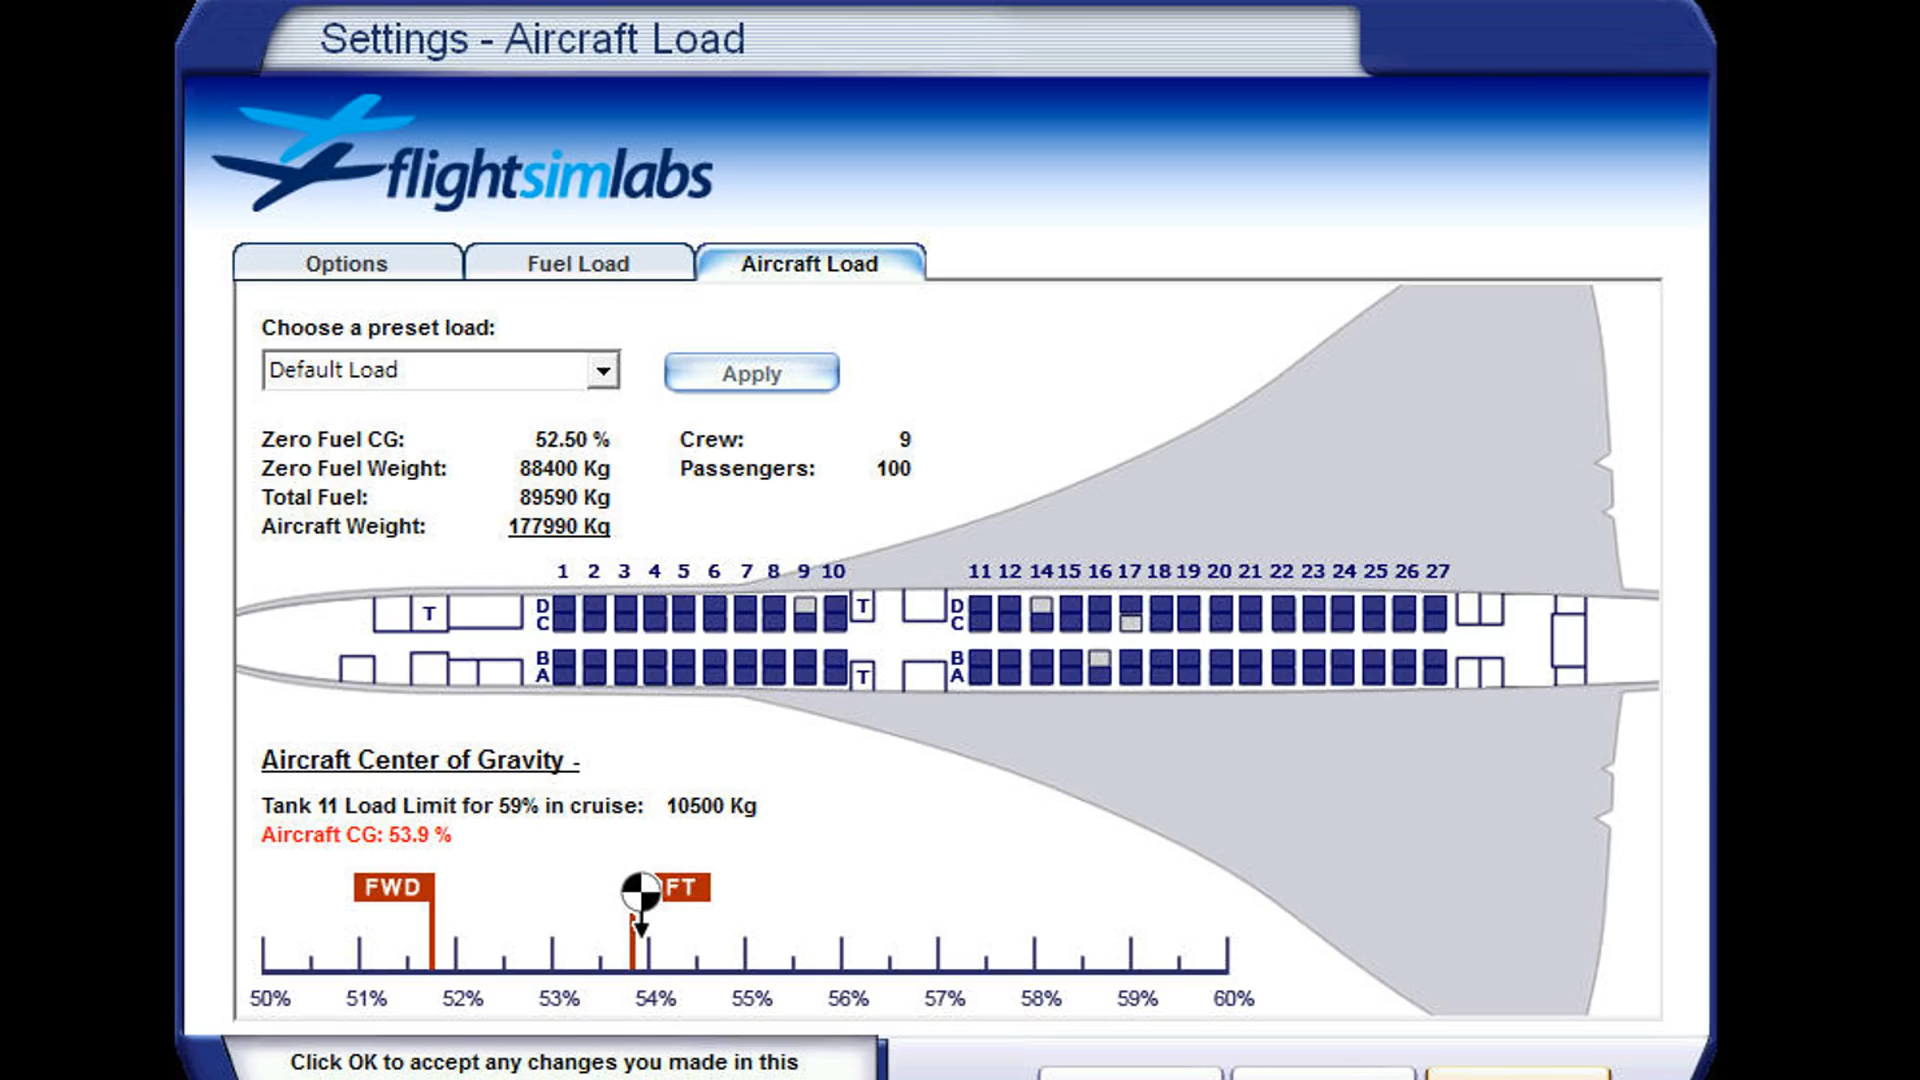 Settings - Aircraft Load
flightsimlabs
Options Fuel Load Aircraft Load
Choose a preset load:
Default Load Apply
Zero Fuel CG: 52.50 % Crew: 9
Zero Fuel Weight: 88400 Kg Passengers: 100
Total Fuel: 89590 Kg
Aircraft Weight: 177990 Kg
1 2 3 4 5 6 7 8 9 10 11 12 14 15 16 17 18 19 20 21 22 23 24 25 26 27
T D T D
C C
B B
A T A
Aircraft Center of Gravity -
Tank 11 Load Limit for 59% in cruise: 10500 Kg
Aircraft CG: 53.9 %
FWD FT
50% 51% 52% 53% 54% 55% 56% 57% 58% 59% 60%
Click OK to accept any changes you made in this